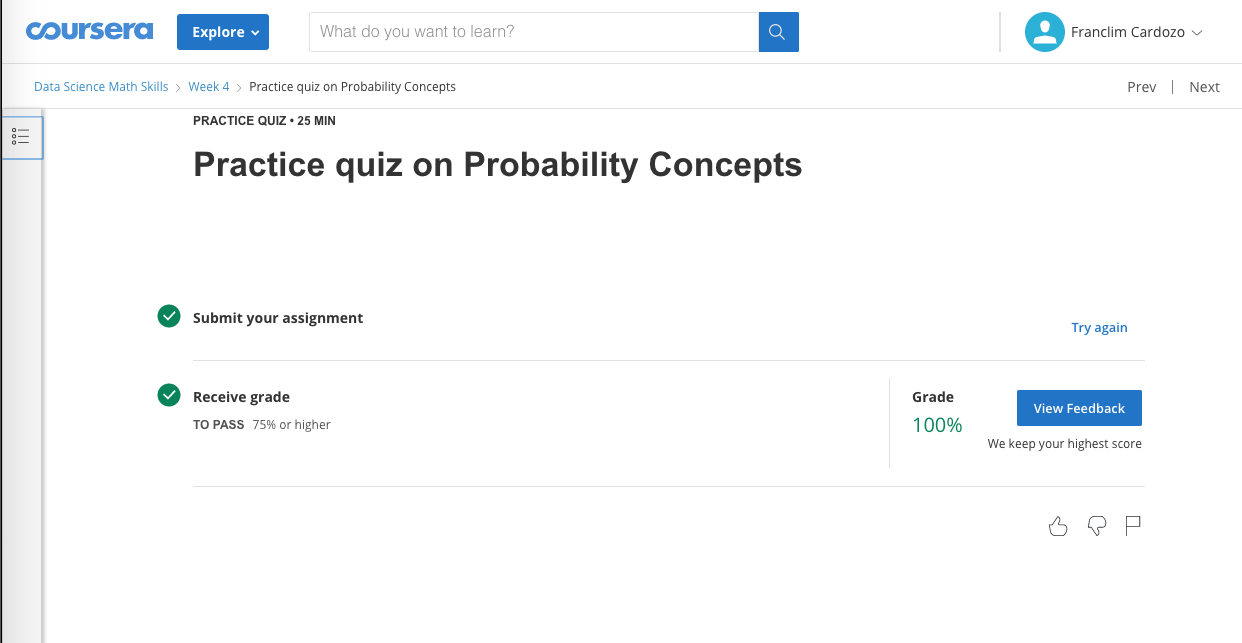 coursera Explore What do you want to learn? Franclim Cardozo
Data Science Math Skills > Week 4 > Practice quiz on Probability Concepts Prev | Next
PRACTICE QUIZ • 25 MIN
Practice quiz on Probability Concepts
Submit your assignment
Try again
Receive grade Grade
TO PASS 75% or higher 100% View Feedback
We keep your highest score